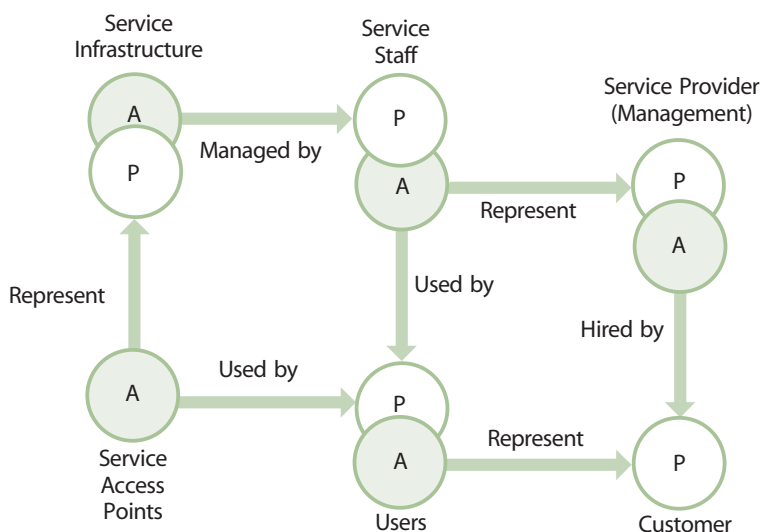 Service
Infrastructure
Service
Staff
Service Provider
(Management)
A
P
Managed by
P
A
Represent
P
A
Represent
Used by
Hired by
A
Used by
P
A
Represent
P
Service
Access
Points
Users
Customer